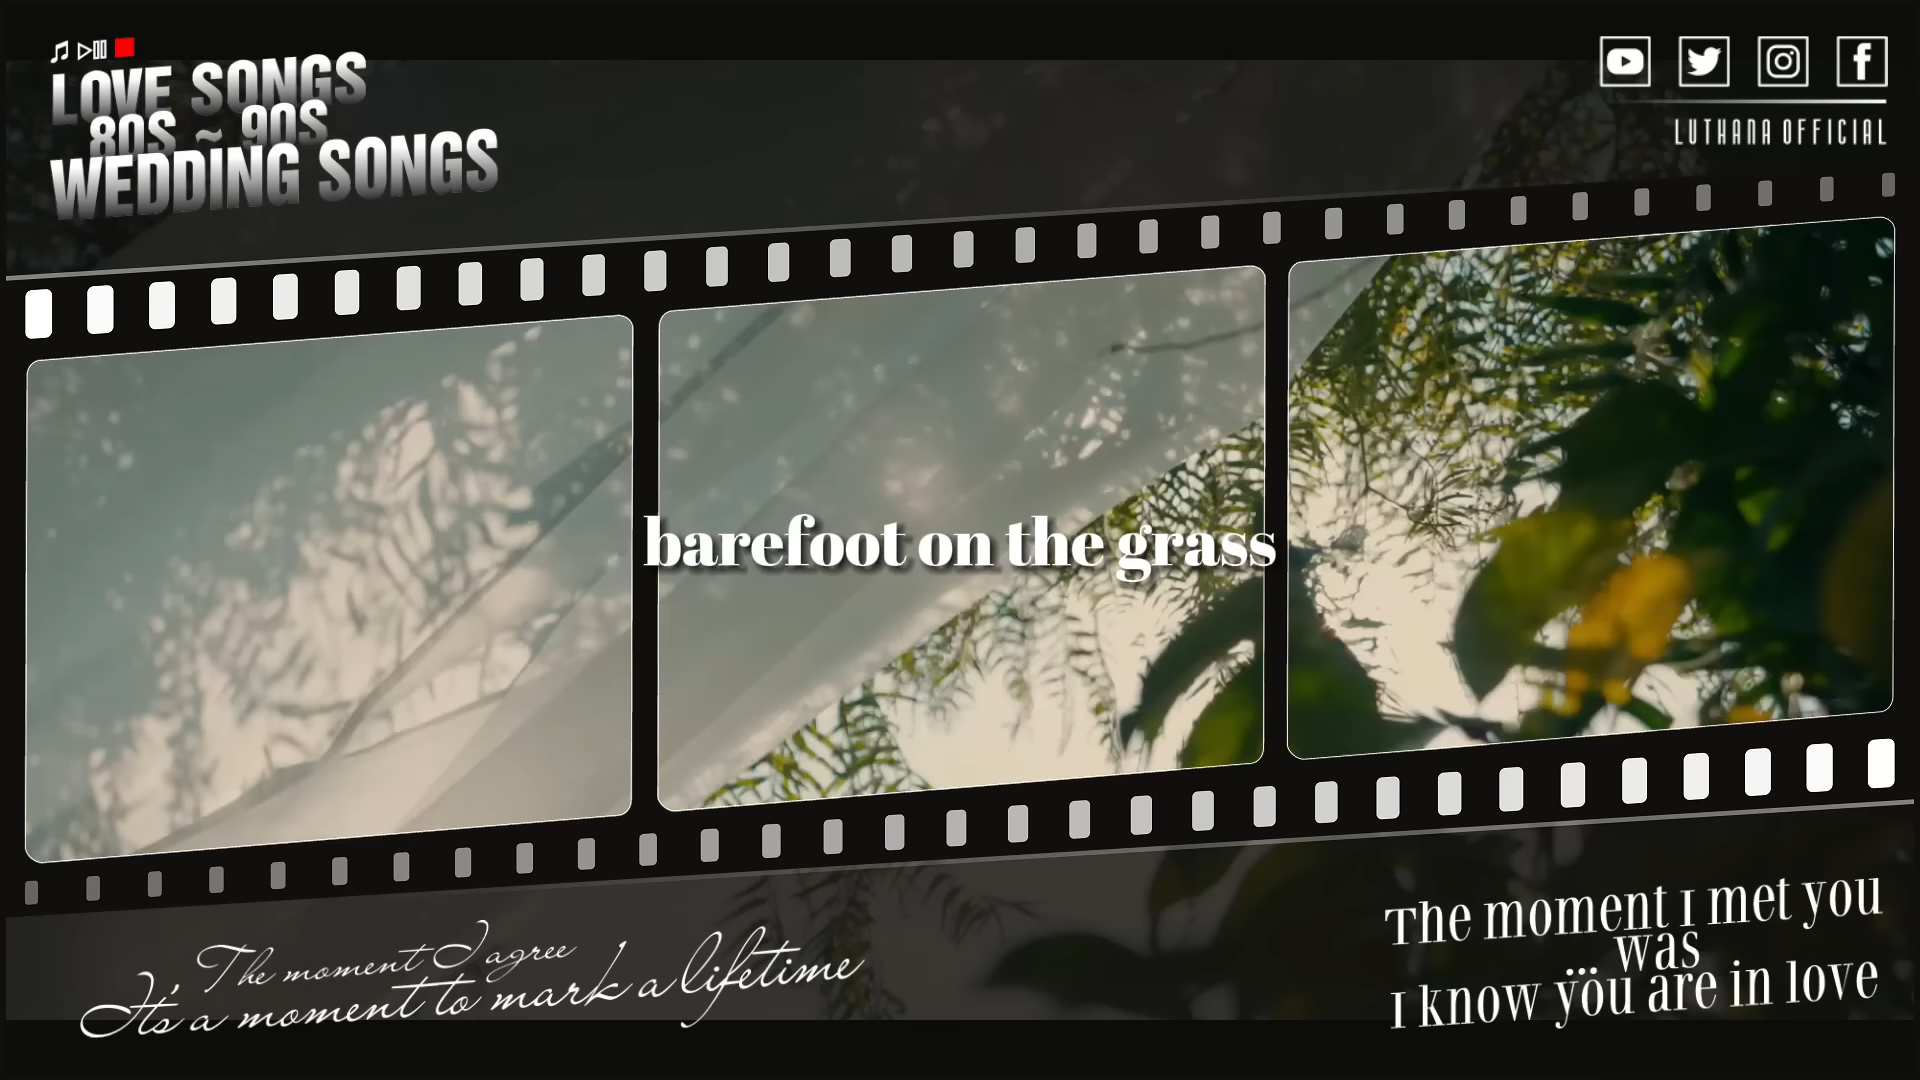 LOVE SONGS
80S ~ 90S
WEDDING SONGS
LUTHANA OFFICIAL
barefoot on the grass
The moment I agree
It's a moment to mark a lifetime
The moment I met you
was
I know you are in love